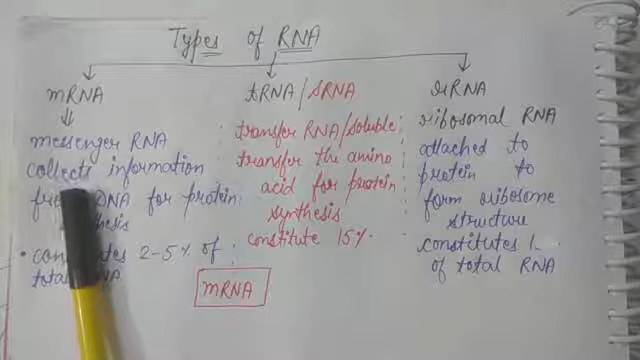 Types of RNA
mRNA
messenger RNA
collects information
DNA for protein
2-5% of
tRNA/SRNA
transfer RNA/soluble
transfer the amino
acid for protein
synthesis
constitute 15%
rRNA
ribosomal RNA
attached to
protein to
form ribosome
structure
constitutes
of total RNA
mRNA